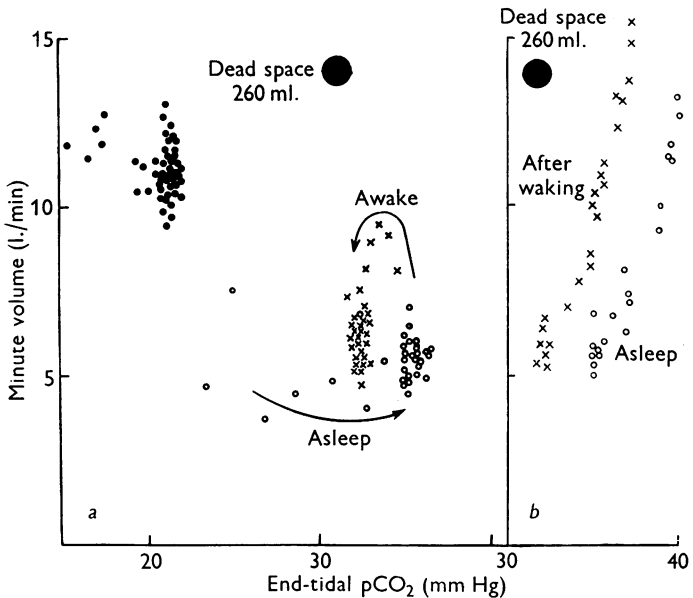 Dead space
260 ml.
15
Dead space
260 ml.
After
waking
Awake
10
Minute volume (l./min)
Asleep
5
Asleep
a
b
20
30
30
40
End-tidal pCO₂ (mm Hg)